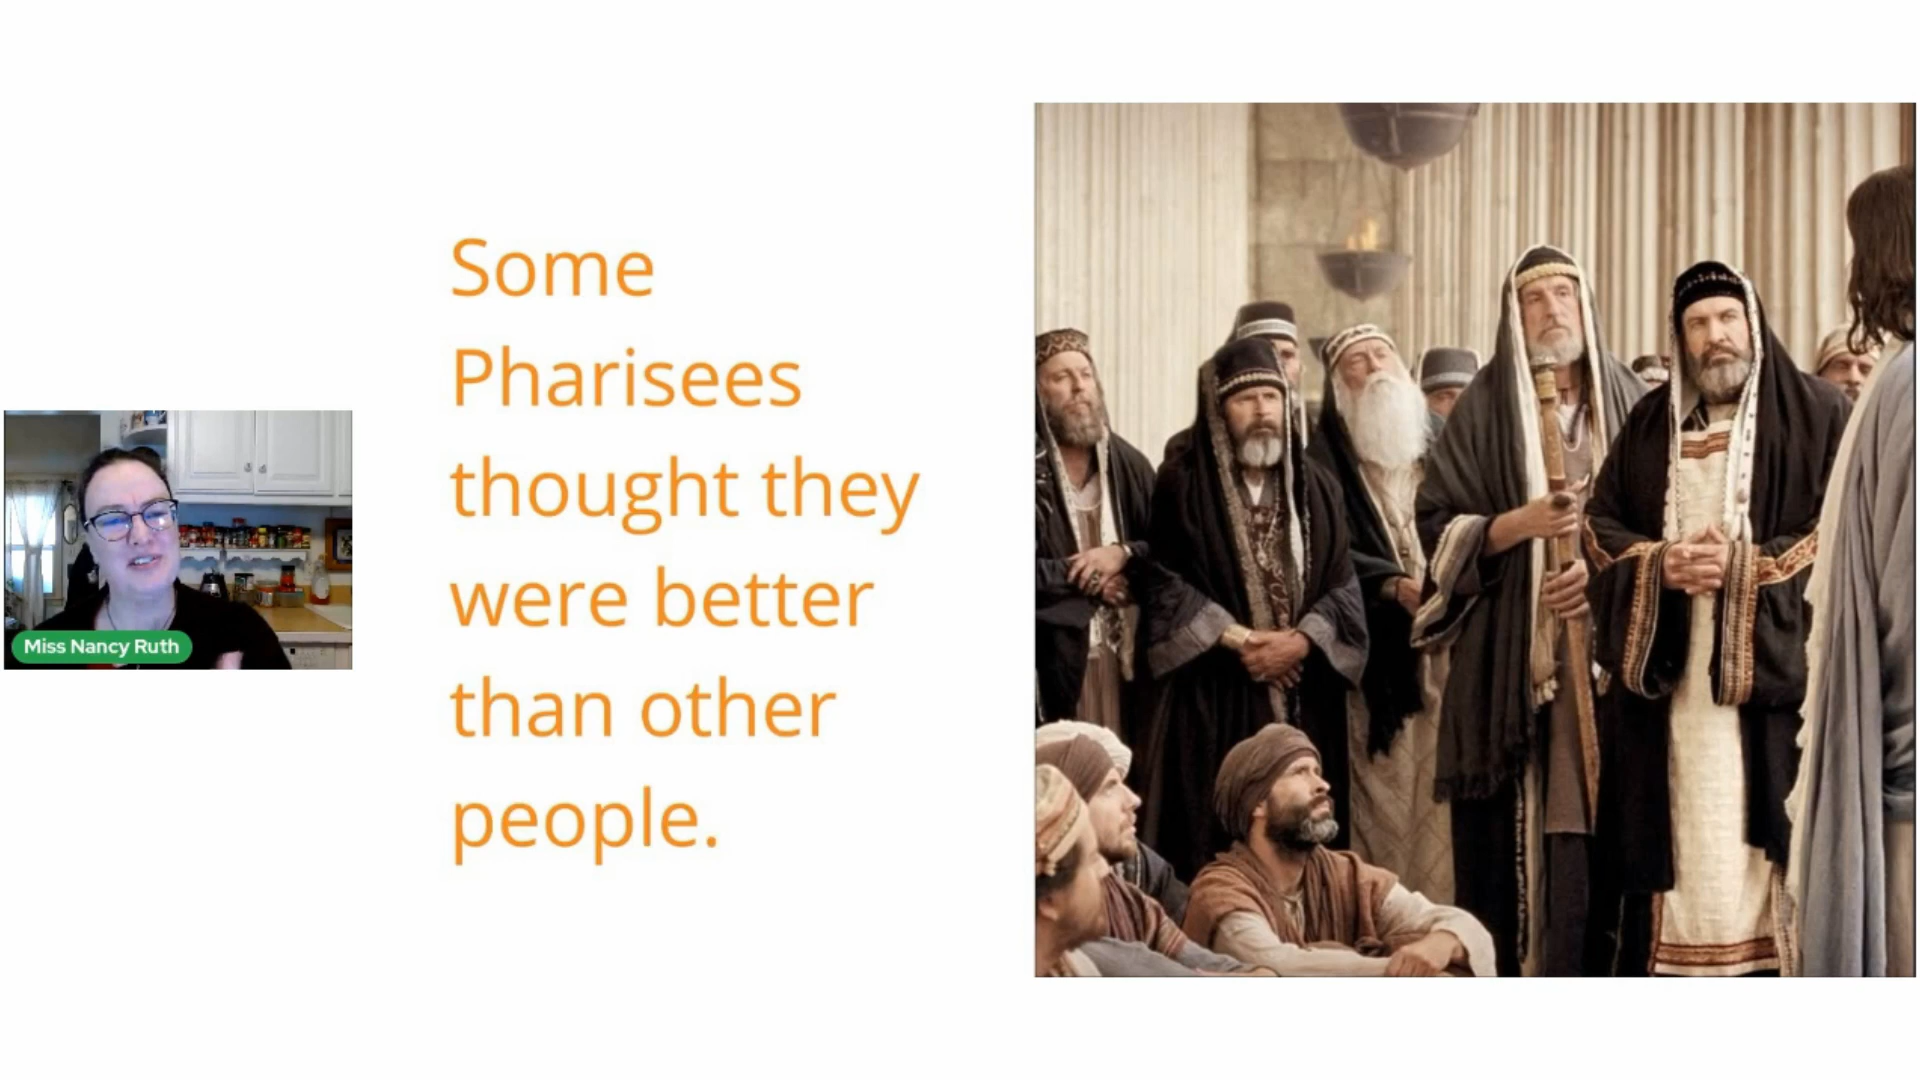 Some
Pharisees
thought they
were better
than other
people.
Miss Nancy Ruth